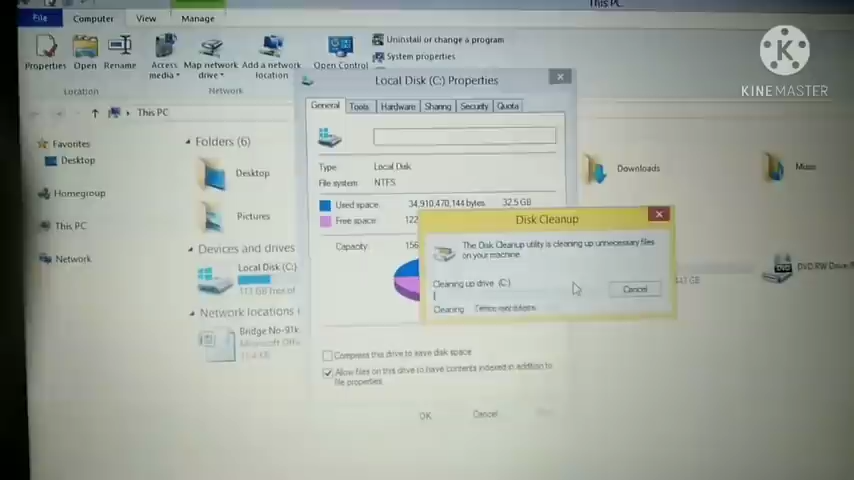 This PC
File
Computer
View
Manage
Properties
Open
Rename
Access media
Map network drive
Add a network location
Open Control
Uninstall or change a program
System properties
Location
Network
This PC
Favorites
Desktop
Homegroup
This PC
Network
Folders (6)
Desktop
Pictures
Downloads
Music
Devices and drives
Local Disk (C:)
113 GB free of
DVD RW Drive
Network locations
Bridge No-91k
Microsoft Offi
Local Disk (C:) Properties
General
Tools
Hardware
Sharing
Security
Quota
Type:
Local Disk
File system:
NTFS
Used space:
34,910,470,144 bytes
32.5 GB
Free space:
122
Capacity:
156
Compress this drive to save disk space
Allow files on this drive to have contents indexed in addition to
file properties
OK
Cancel
Disk Cleanup
The Disk Cleanup utility is cleaning up unnecessary files
on your machine.
Cleaning up drive (C:)
Cancel
Cleaning:
K
KINEMASTER